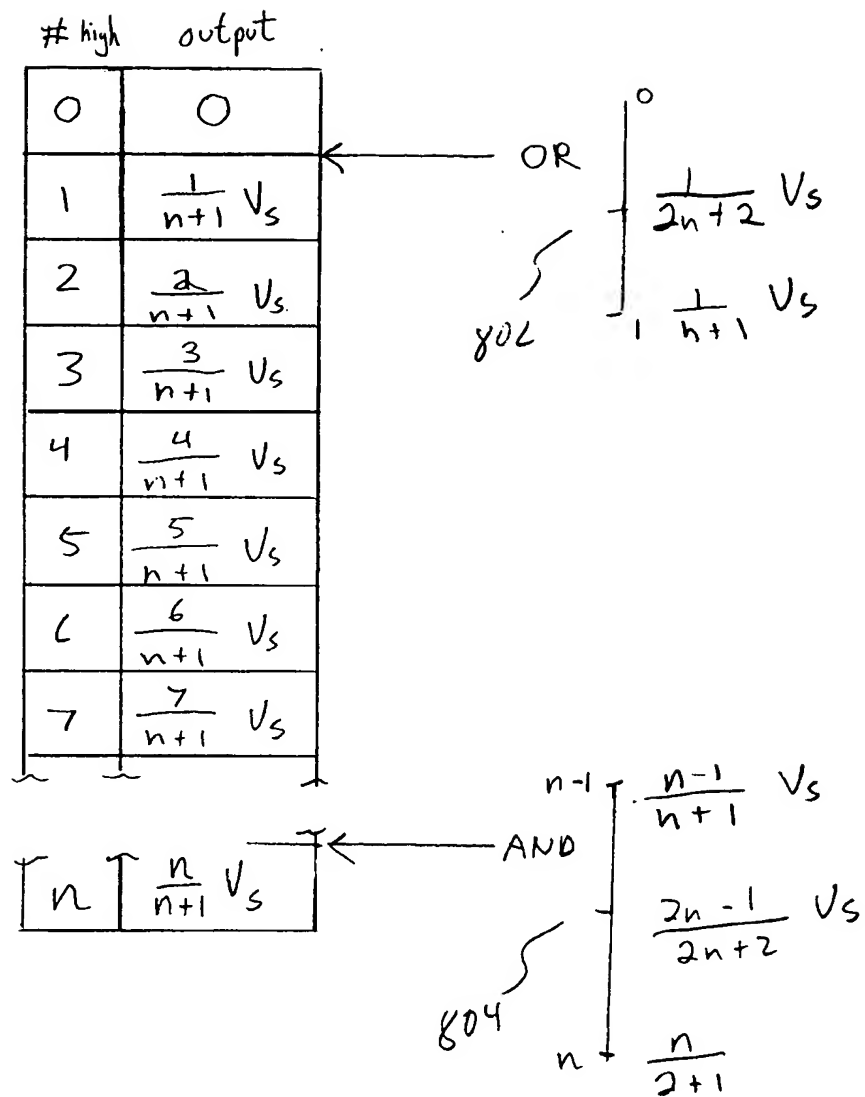 # high output
0 0
1 1/(n+1) Vs
2 2/(n+1) Vs
3 3/(n+1) Vs
4 4/(n+1) Vs
5 5/(n+1) Vs
6 6/(n+1) Vs
7 7/(n+1) Vs
n n/(n+1) Vs
OR
0
1/(2n+2) Vs
1 1/(n+1) Vs
802
AND
n-1 (n-1)/(n+1) Vs
(2n-1)/(2n+2) Vs
n n/(2+1)
804